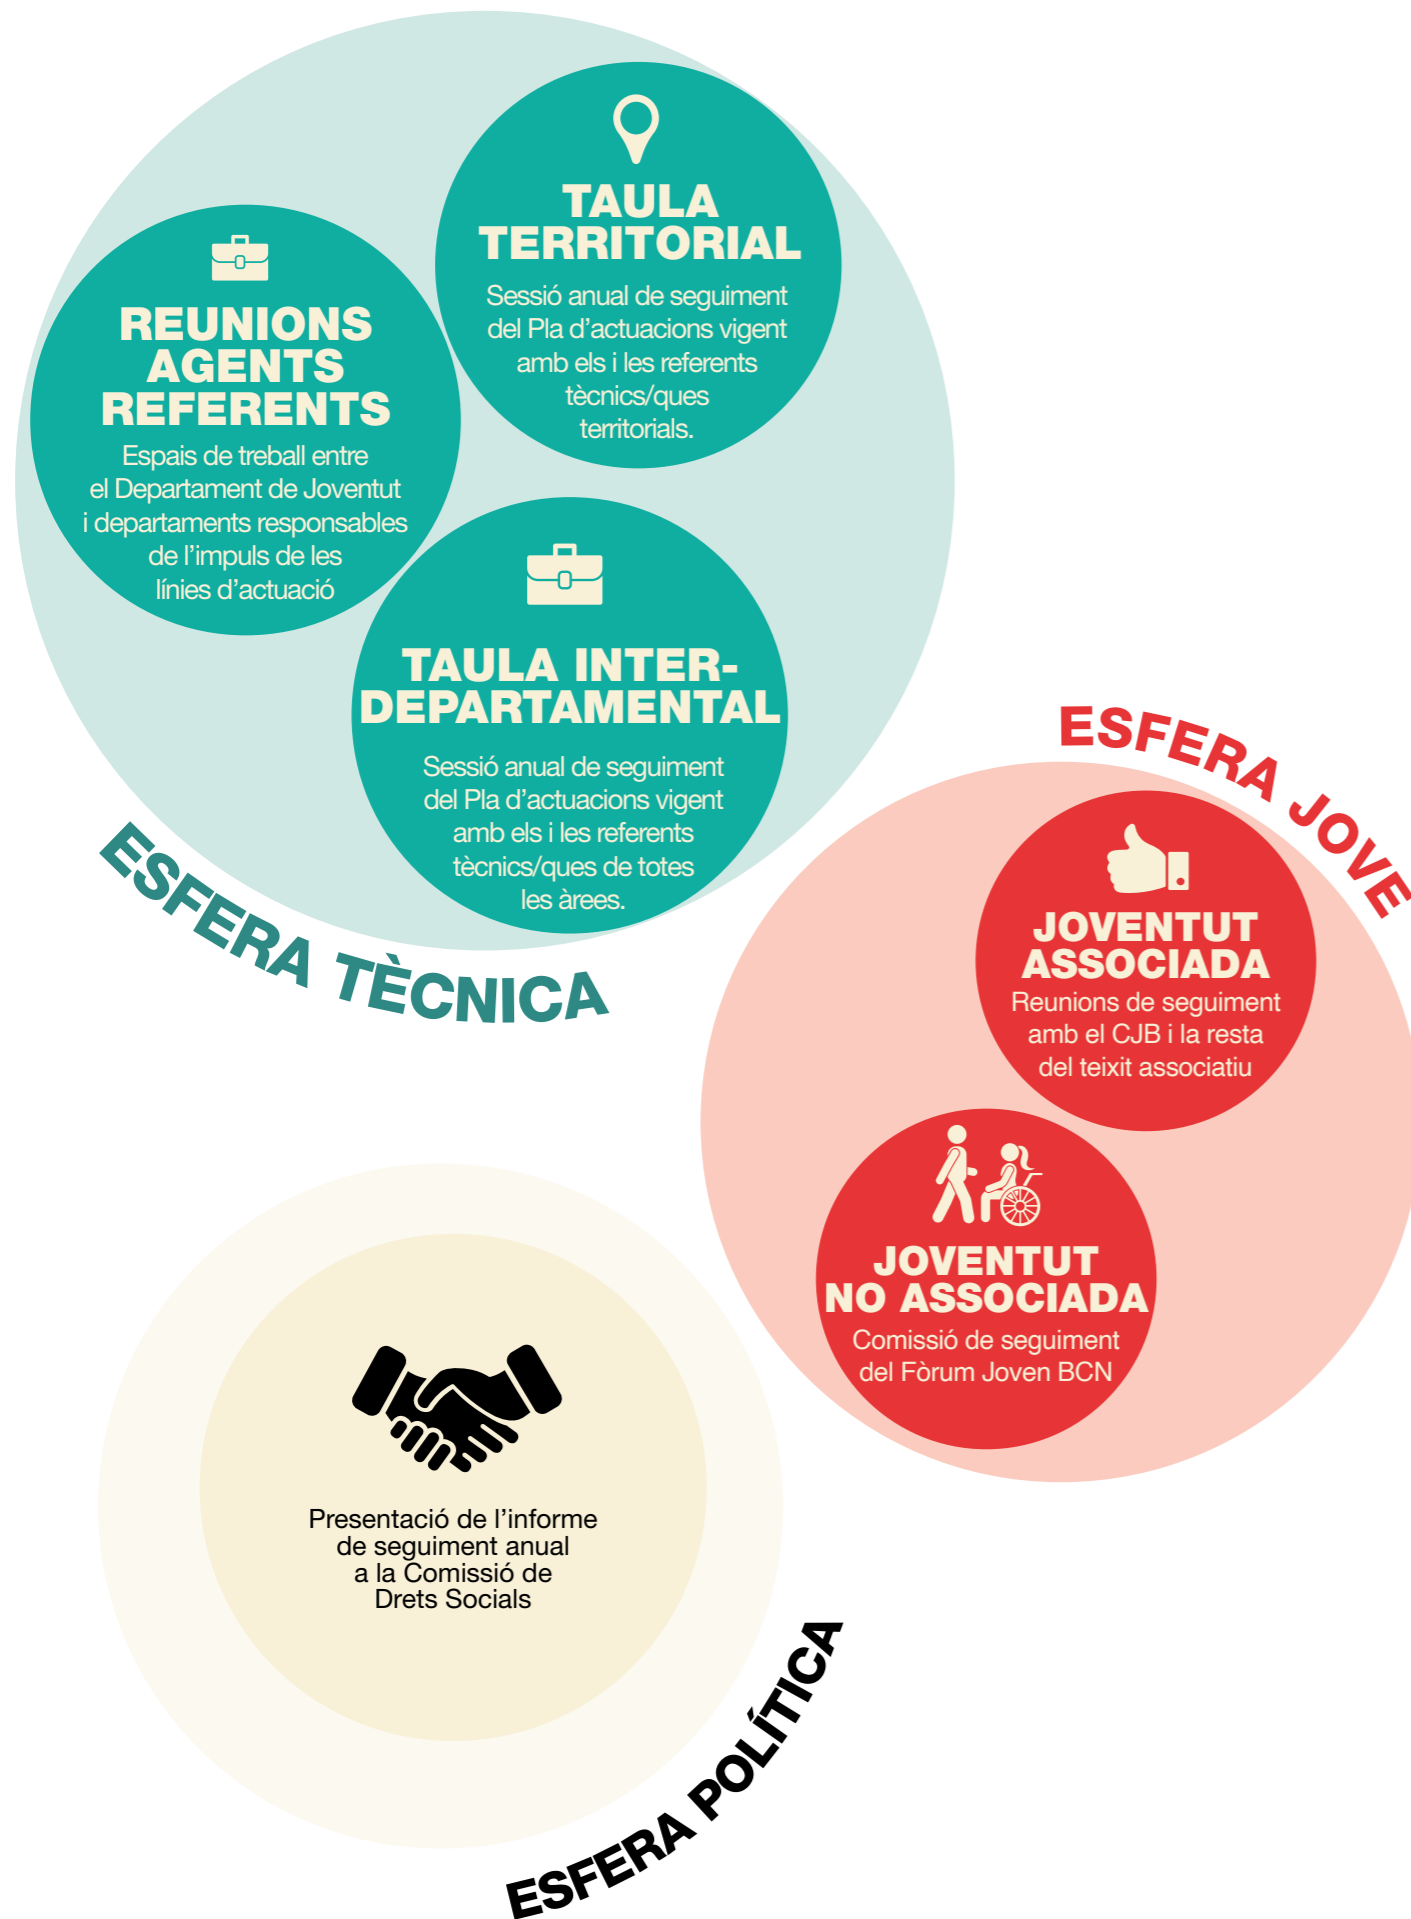 TAULA
TERRITORIAL
Sessió anual de seguiment
del Pla d’actuacions vigent
amb els i les referents
tècnics/ques
territorials.
REUNIONS
AGENTS
REFERENTS
Espais de treball entre
el Departament de Joventut
i departaments responsables
de l’impuls de les
línies d’actuació
TAULA INTER-
DEPARTAMENTAL
Sessió anual de seguiment
del Pla d’actuacions vigent
amb els i les referents
tècnics/ques de totes
les àrees.
ESFERA TÈCNICA
ESFERA JOVE
JOVENTUT
ASSOCIADA
Reunions de seguiment
amb el CJB i la resta
del teixit associatiu
JOVENTUT
NO ASSOCIADA
Comissió de seguiment
del Fòrum Joven BCN
Presentació de l’informe
de seguiment anual
a la Comissió de
Drets Socials
ESFERA POLÍTICA